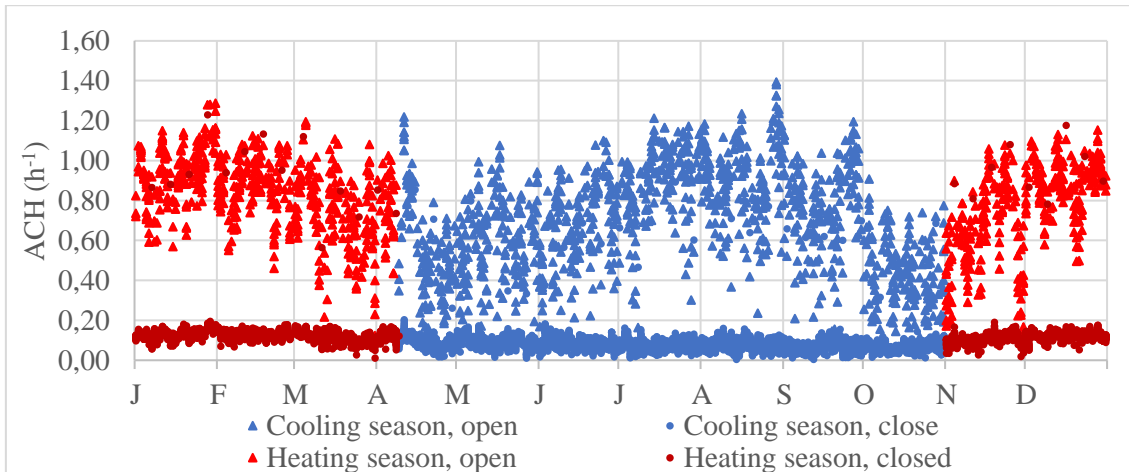 1,60
1,40
1,20
1,00
0,80
0,60
0,40
0,20
0,00
ACH (h-1)
J F M A M J J A S O N D
Cooling season, open Cooling season, close
Heating season, open Heating season, closed